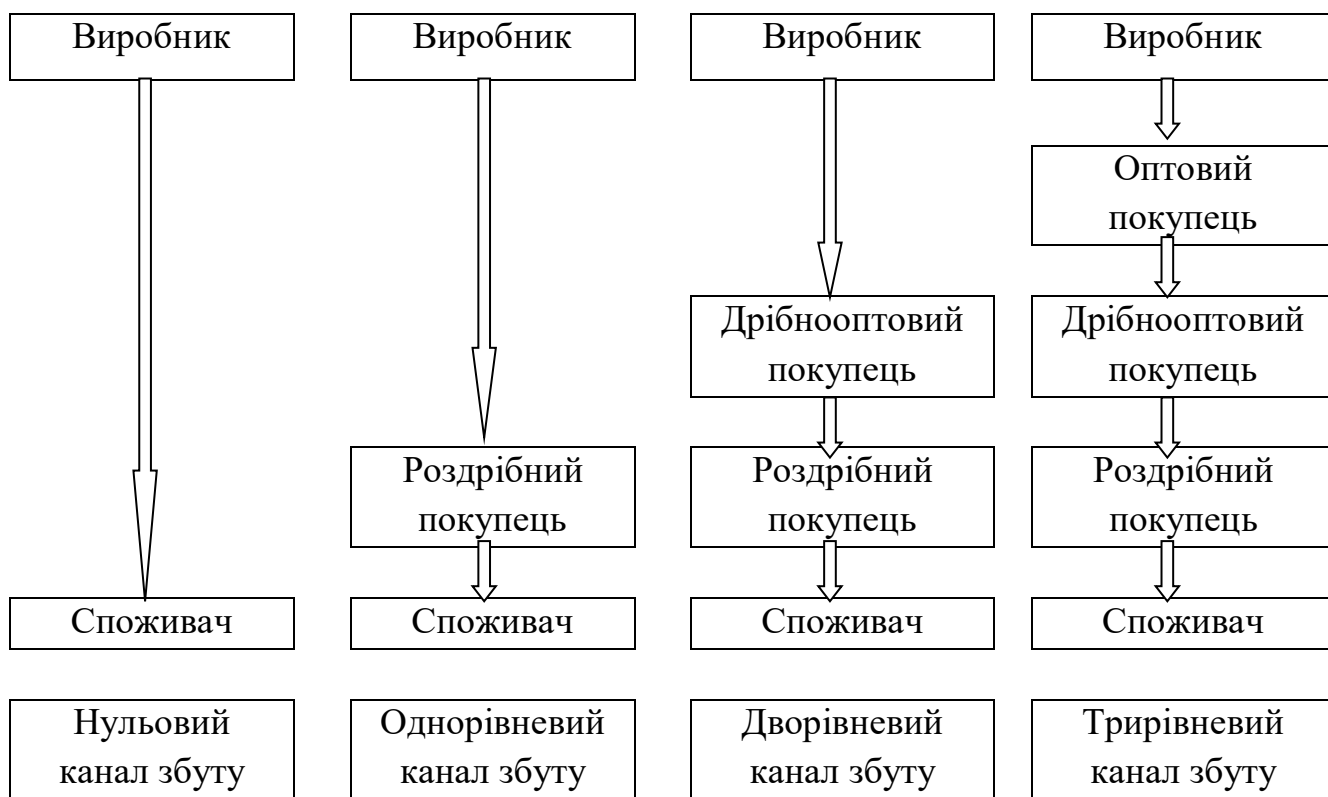 Виробник
Виробник
Виробник
Виробник
Оптовий
покупець
Дрібнооптовий
покупець
Дрібнооптовий
покупець
Роздрібний
покупець
Роздрібний
покупець
Роздрібний
покупець
Споживач
Споживач
Споживач
Споживач
Нульовий
канал збуту
Однорівневий
канал збуту
Дворівневий
канал збуту
Трирівневий
канал збуту